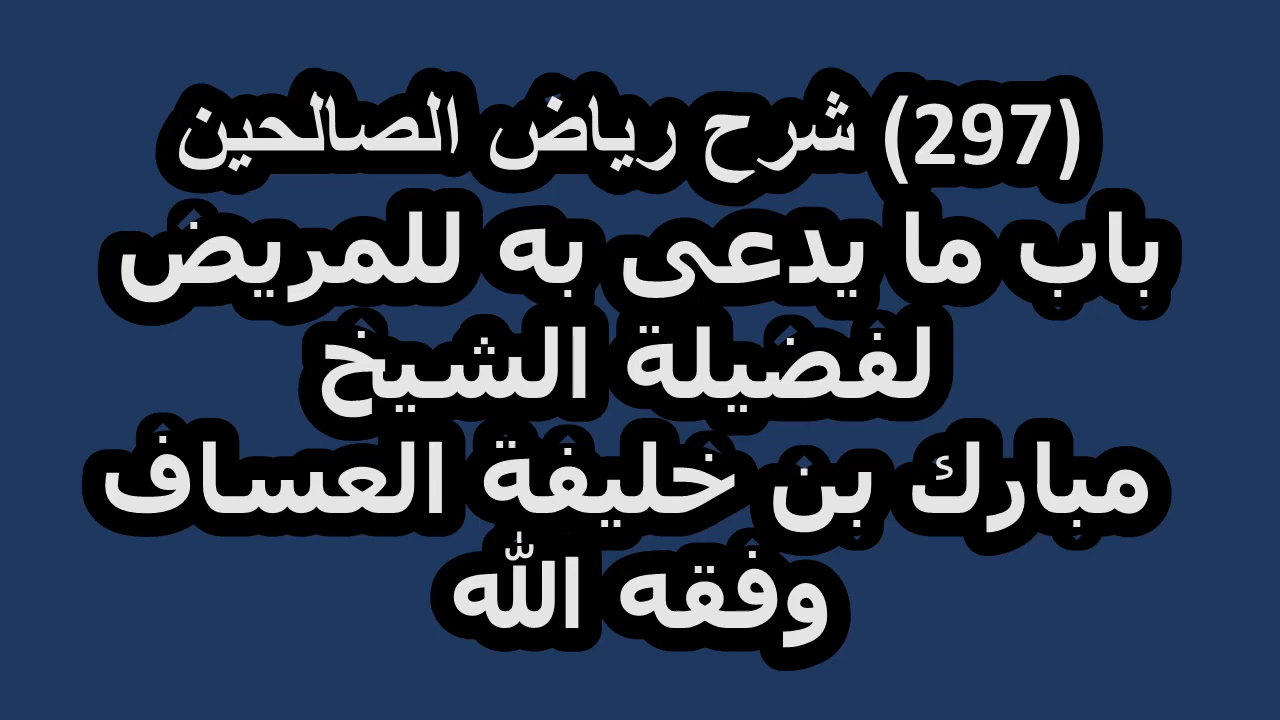 (297) شرح رياض الصالحين
باب ما يدعى به للمريض
لفضيلة الشيخ
مبارك بن خليفة العساف
وفقه الله